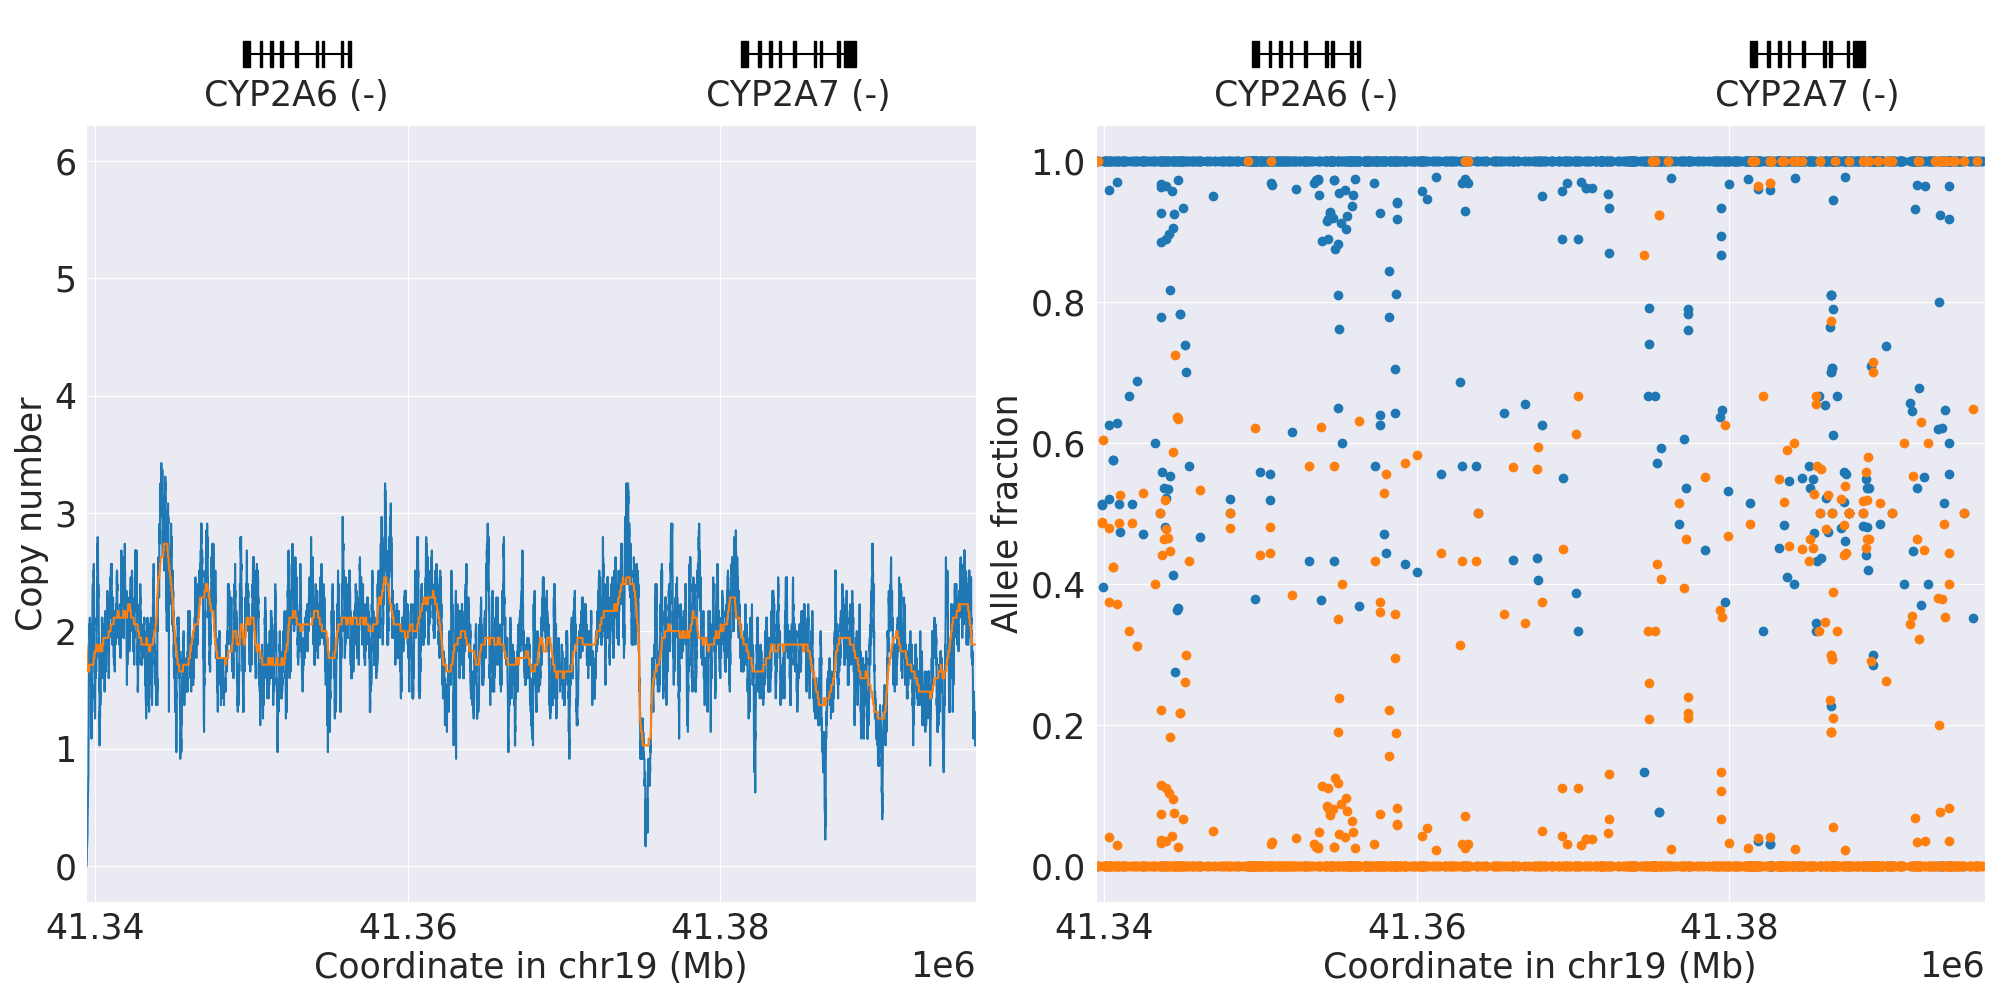 CYP2A6 (-) CYP2A7 (-)
6
5
4
3
2
1
0
Copy number
41.34 41.36 41.38
Coordinate in chr19 (Mb) 1e6
CYP2A6 (-) CYP2A7 (-)
1.0
0.8
0.6
0.4
0.2
0.0
Allele fraction
41.34 41.36 41.38
Coordinate in chr19 (Mb) 1e6